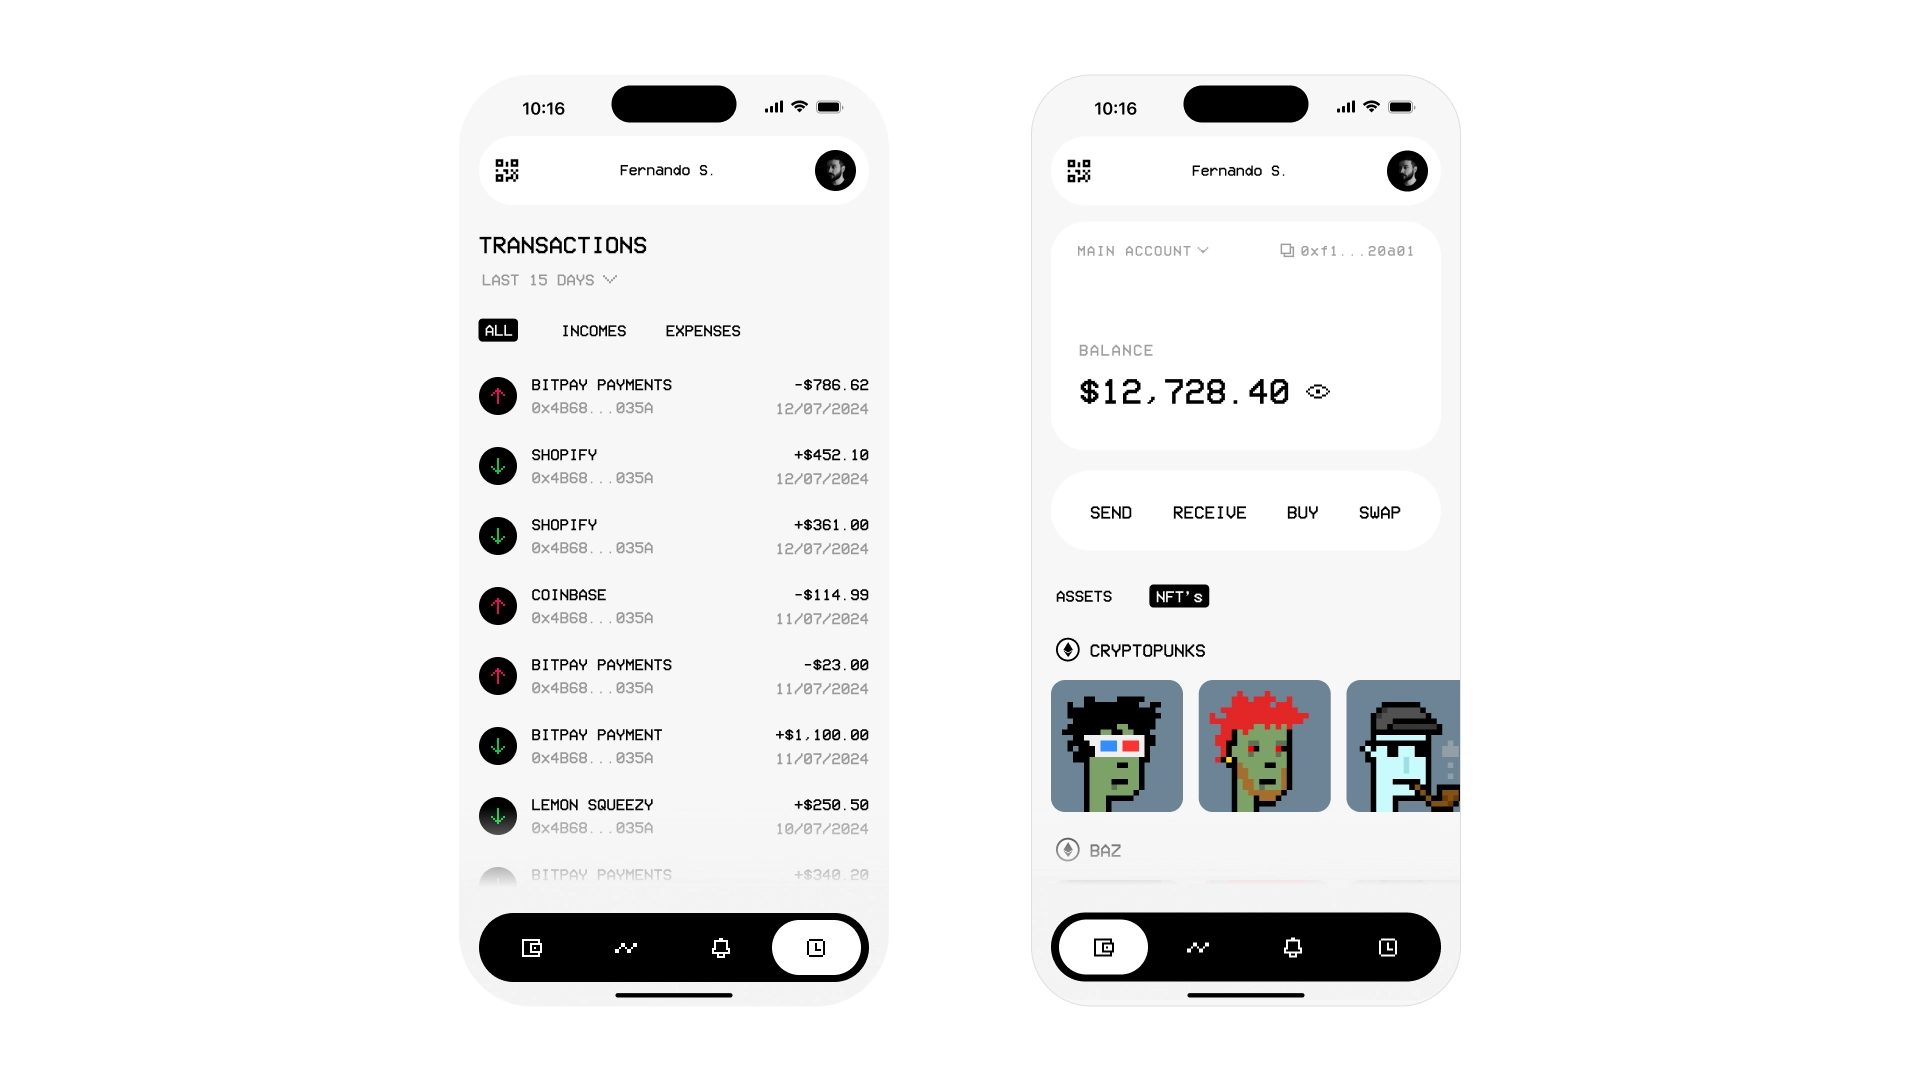 10:16
Fernando S.
TRANSACTIONS
LAST 15 DAYS
ALL INCOMES EXPENSES
BITPAY PAYMENTS -$786.62
0x4B68...035A 12/07/2024
SHOPIFY +$452.10
0x4B68...035A 12/07/2024
SHOPIFY +$361.00
0x4B68...035A 12/07/2024
COINBASE -$114.99
0x4B68...035A 11/07/2024
BITPAY PAYMENTS -$23.00
0x4B68...035A 11/07/2024
BITPAY PAYMENT +$1,100.00
0x4B68...035A 11/07/2024
LEMON SQUEEZY +$250.50
0x4B68...035A 10/07/2024
BITPAY PAYMENTS +$340.20
10:16
Fernando S.
MAIN ACCOUNT 0xf1...20a01
BALANCE
$12,728.40
SEND RECEIVE BUY SWAP
ASSETS NFT's
CRYPTOPUNKS
BAZ